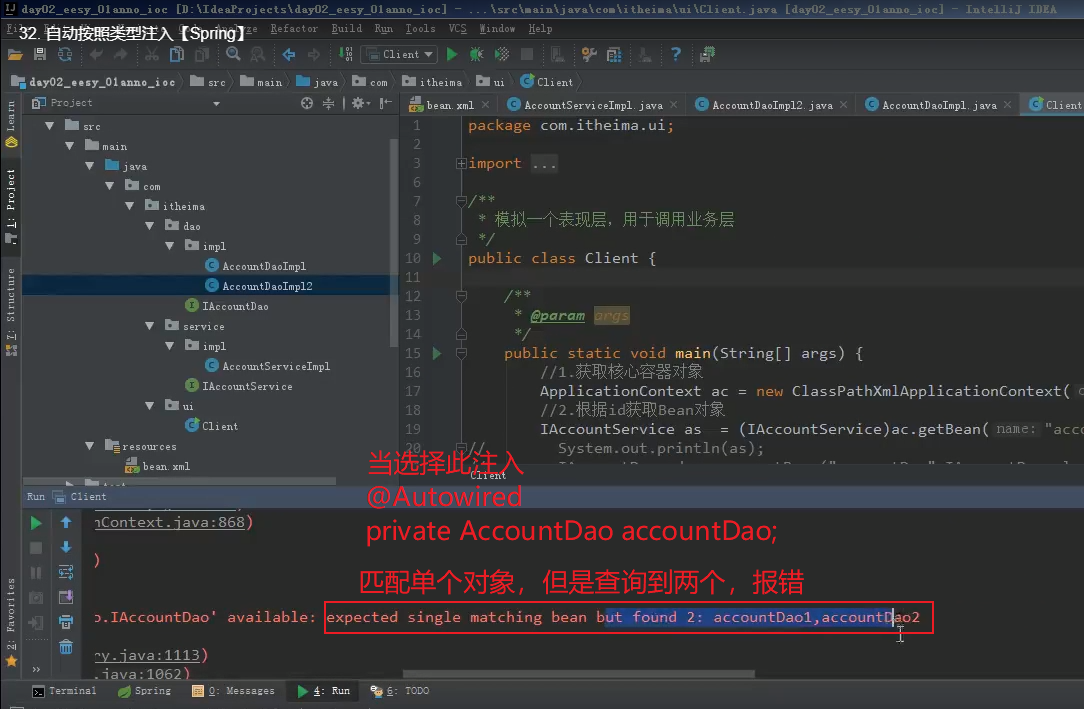 day02_eesy_01anno_ioc [D:\IdeaProjects\day02_eesy_01anno_ioc] - ...\src\main\java\com\itheima\ui\Client.java [day02_eesy_01anno_ioc] - IntelliJ IDEA
32. 自动按照类型注入【Spring】
Refactor Build Run Tools VCS Window Help
Client
day02_eesy_01anno_ioc src main java com itheima ui Client
Learn
1: Project
7: Structure
2: Favorites
Project
bean.xml AccountServiceImpl.java AccountDaoImpl2.java AccountDaoImpl.java Client
src
main
java
com
itheima
dao
impl
AccountDaoImpl
AccountDaoImpl2
IAccountDao
service
impl
AccountServiceImpl
IAccountService
ui
Client
resources
bean.xml
1 package com.itheima.ui;
2
3 import ...
6
7 /**
8 * 模拟一个表现层，用于调用业务层
9 */
10 public class Client {
11
12 /**
13 * @param args
14 */
15 public static void main(String[] args) {
16 //1.获取核心容器对象
17 ApplicationContext ac = new ClassPathXmlApplicationContext(
18 //2.根据id获取Bean对象
19 IAccountService as = (IAccountService)ac.getBean( name: "acco
20 // System.out.println(as);
Client
当选择此注入
@Autowired
private AccountDao accountDao;
匹配单个对象，但是查询到两个，报错
Run Client
nContext.java:868)
)
o.IAccountDao' available: expected single matching bean but found 2: accountDao1,accountDao2
ry.java:1113)
.java:1062)
Terminal Spring 0: Messages 4: Run 6: TODO